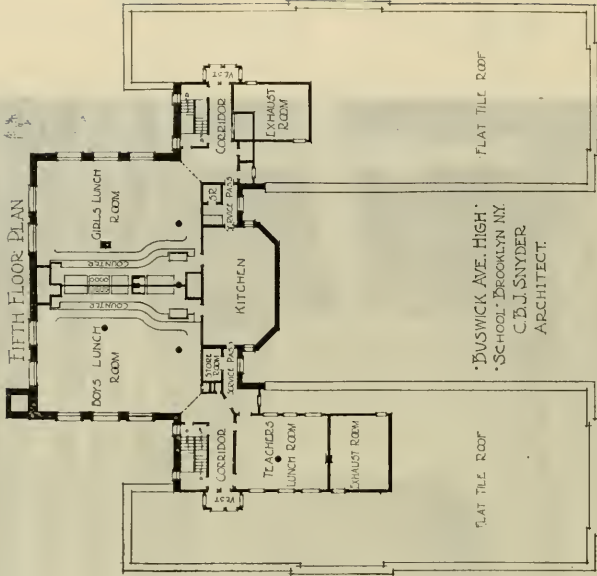 FIFTH FLOOR PLAN
GIRLS LUNCH
ROOM
COUNTER
COUNTER
BOYS LUNCH
ROOM
KITCHEN
S.R.
SERVICE PASS
STORE
ROOM
SERVICE PASS
CORRIDOR
VEST
EXHAUST
ROOM
CORRIDOR
VEST
TEACHERS
LUNCH ROOM
EXHAUST ROOM
FLAT TILE ROOF
FLAT TILE ROOF
·BUSWICK AVE. HIGH·
·SCHOOL· BROOKLYN N.Y.
C.B.J. SNYDER
ARCHITECT.